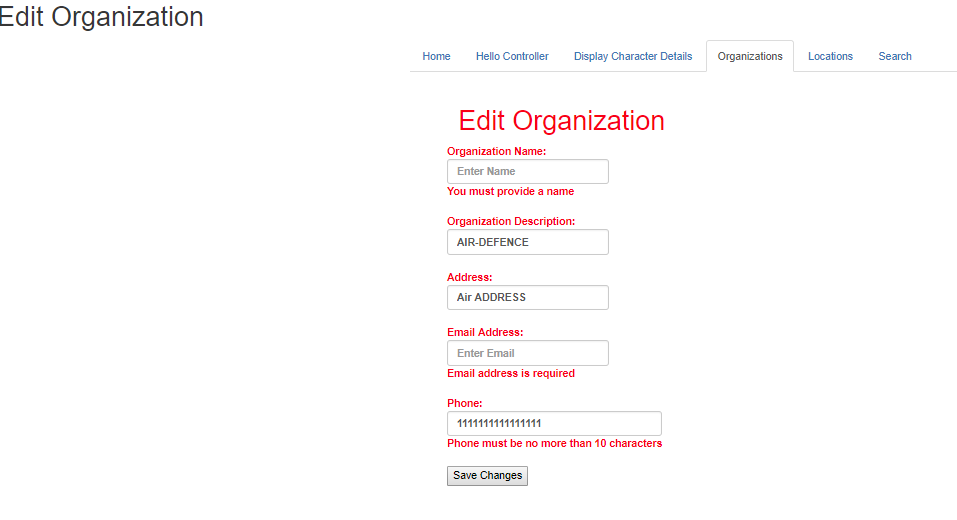 Edit Organization
Home Hello Controller Display Character Details Organizations Locations Search
Edit Organization
Organization Name:
Enter Name
You must provide a name
Organization Description:
AIR-DEFENCE
Address:
Air ADDRESS
Email Address:
Enter Email
Email address is required
Phone:
1111111111111111
Phone must be no more than 10 characters
Save Changes